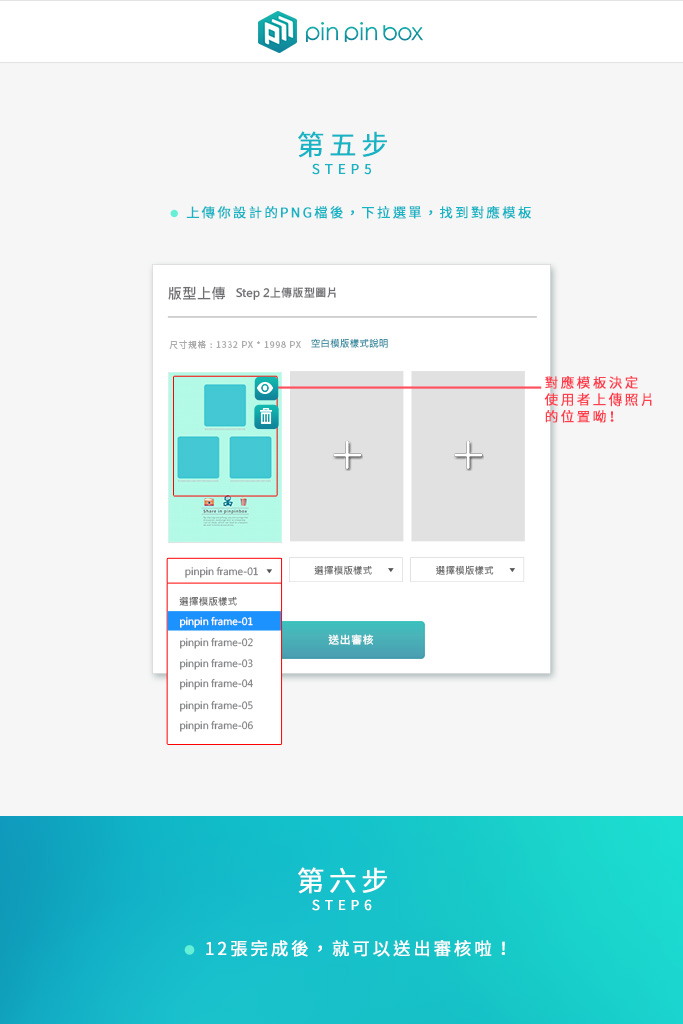 pin pin box
第五步
STEP5
上傳你設計的PNG檔後，下拉選單，找到對應模板
版型上傳 Step 2上傳版型圖片
尺寸規格：1332 PX * 1998 PX 空白模版樣式說明
對應模板決定
使用者上傳照片
的位置呦！
Share in pinpinbox
pinpin frame-01 選擇模版樣式 選擇模版樣式
選擇模版樣式
pinpin frame-01
pinpin frame-02
pinpin frame-03
pinpin frame-04
pinpin frame-05
pinpin frame-06
送出審核
第六步
STEP6
12張完成後，就可以送出審核啦！